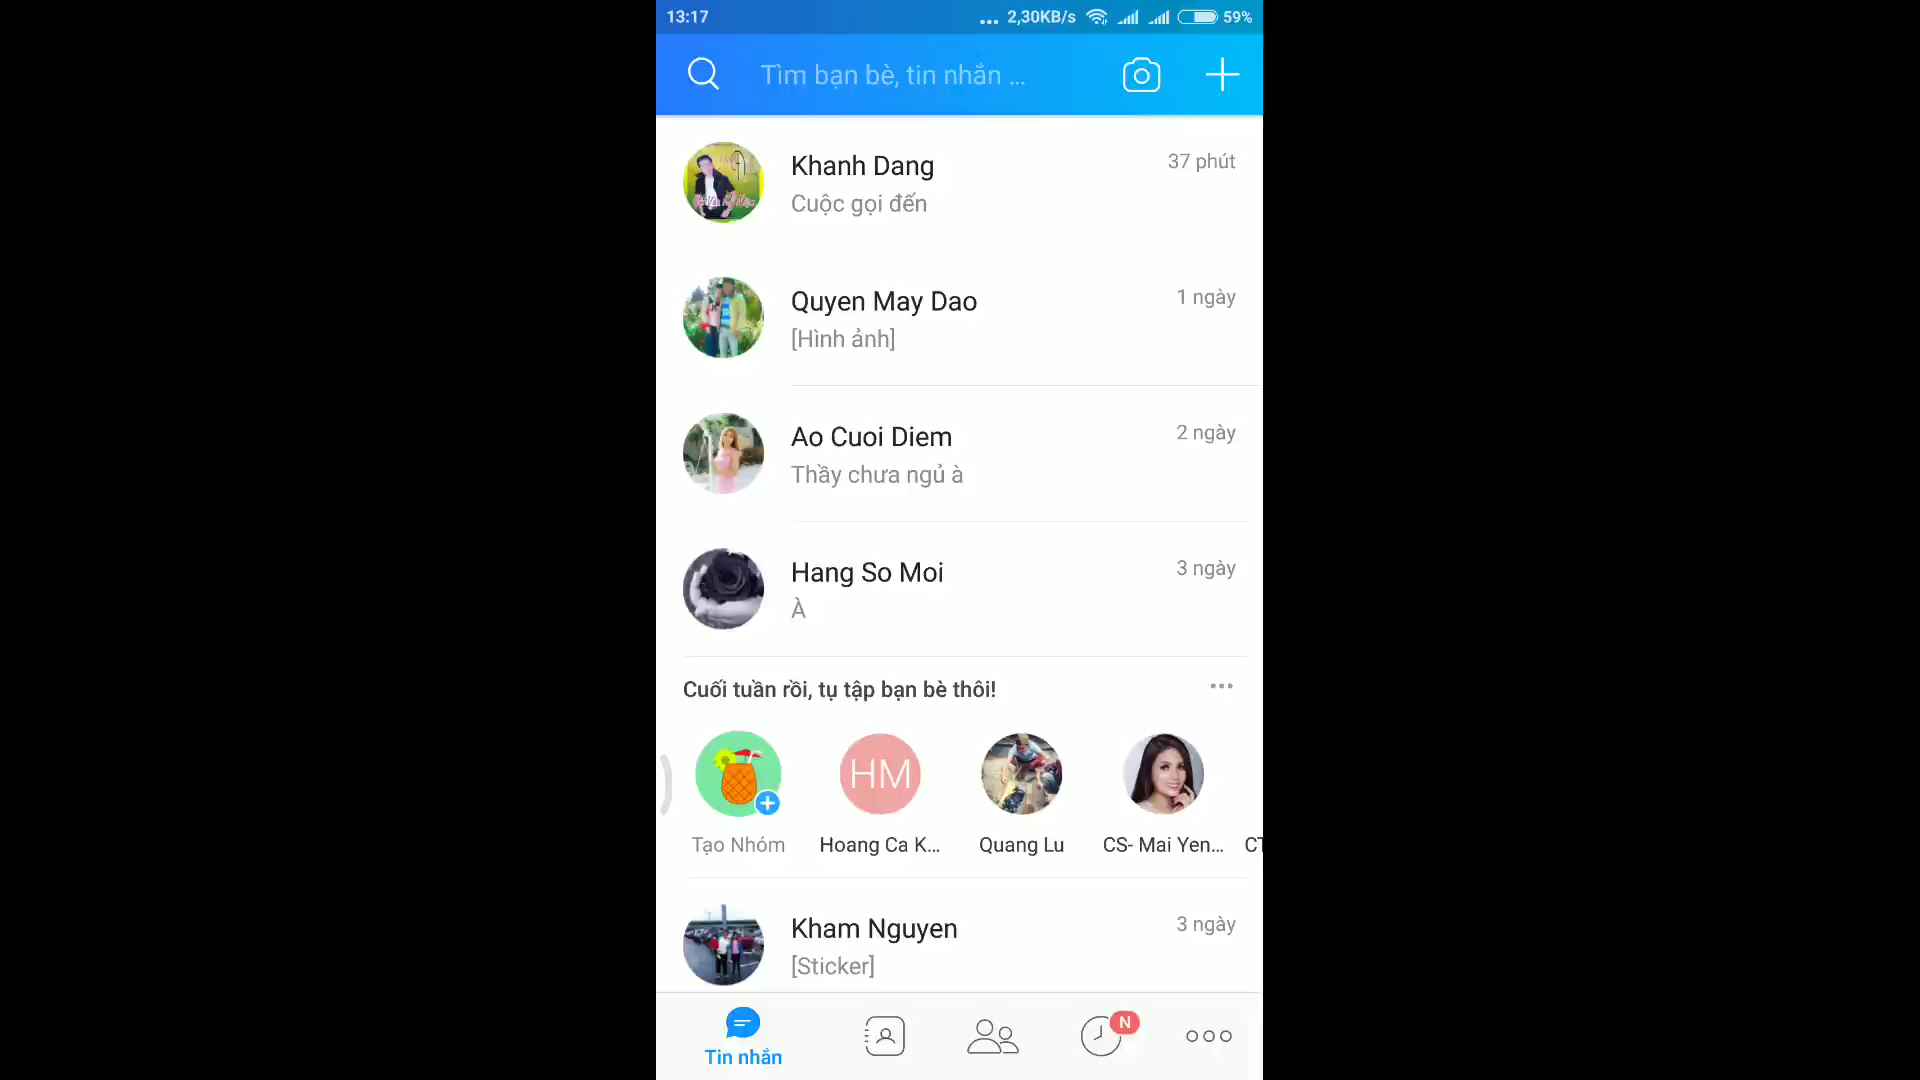 13:17
... 2,30KB/s
59%
Tìm bạn bè, tin nhắn ...
Khanh Dang
37 phút
Cuộc gọi đến
Quyen May Dao
1 ngày
[Hình ảnh]
Ao Cuoi Diem
2 ngày
Thầy chưa ngủ à
Hang So Moi
3 ngày
À
Cuối tuần rồi, tụ tập bạn bè thôi!
HM
Tạo Nhóm
Hoang Ca K...
Quang Lu
CS- Mai Yen...
CT
Kham Nguyen
3 ngày
[Sticker]
N
Tin nhắn